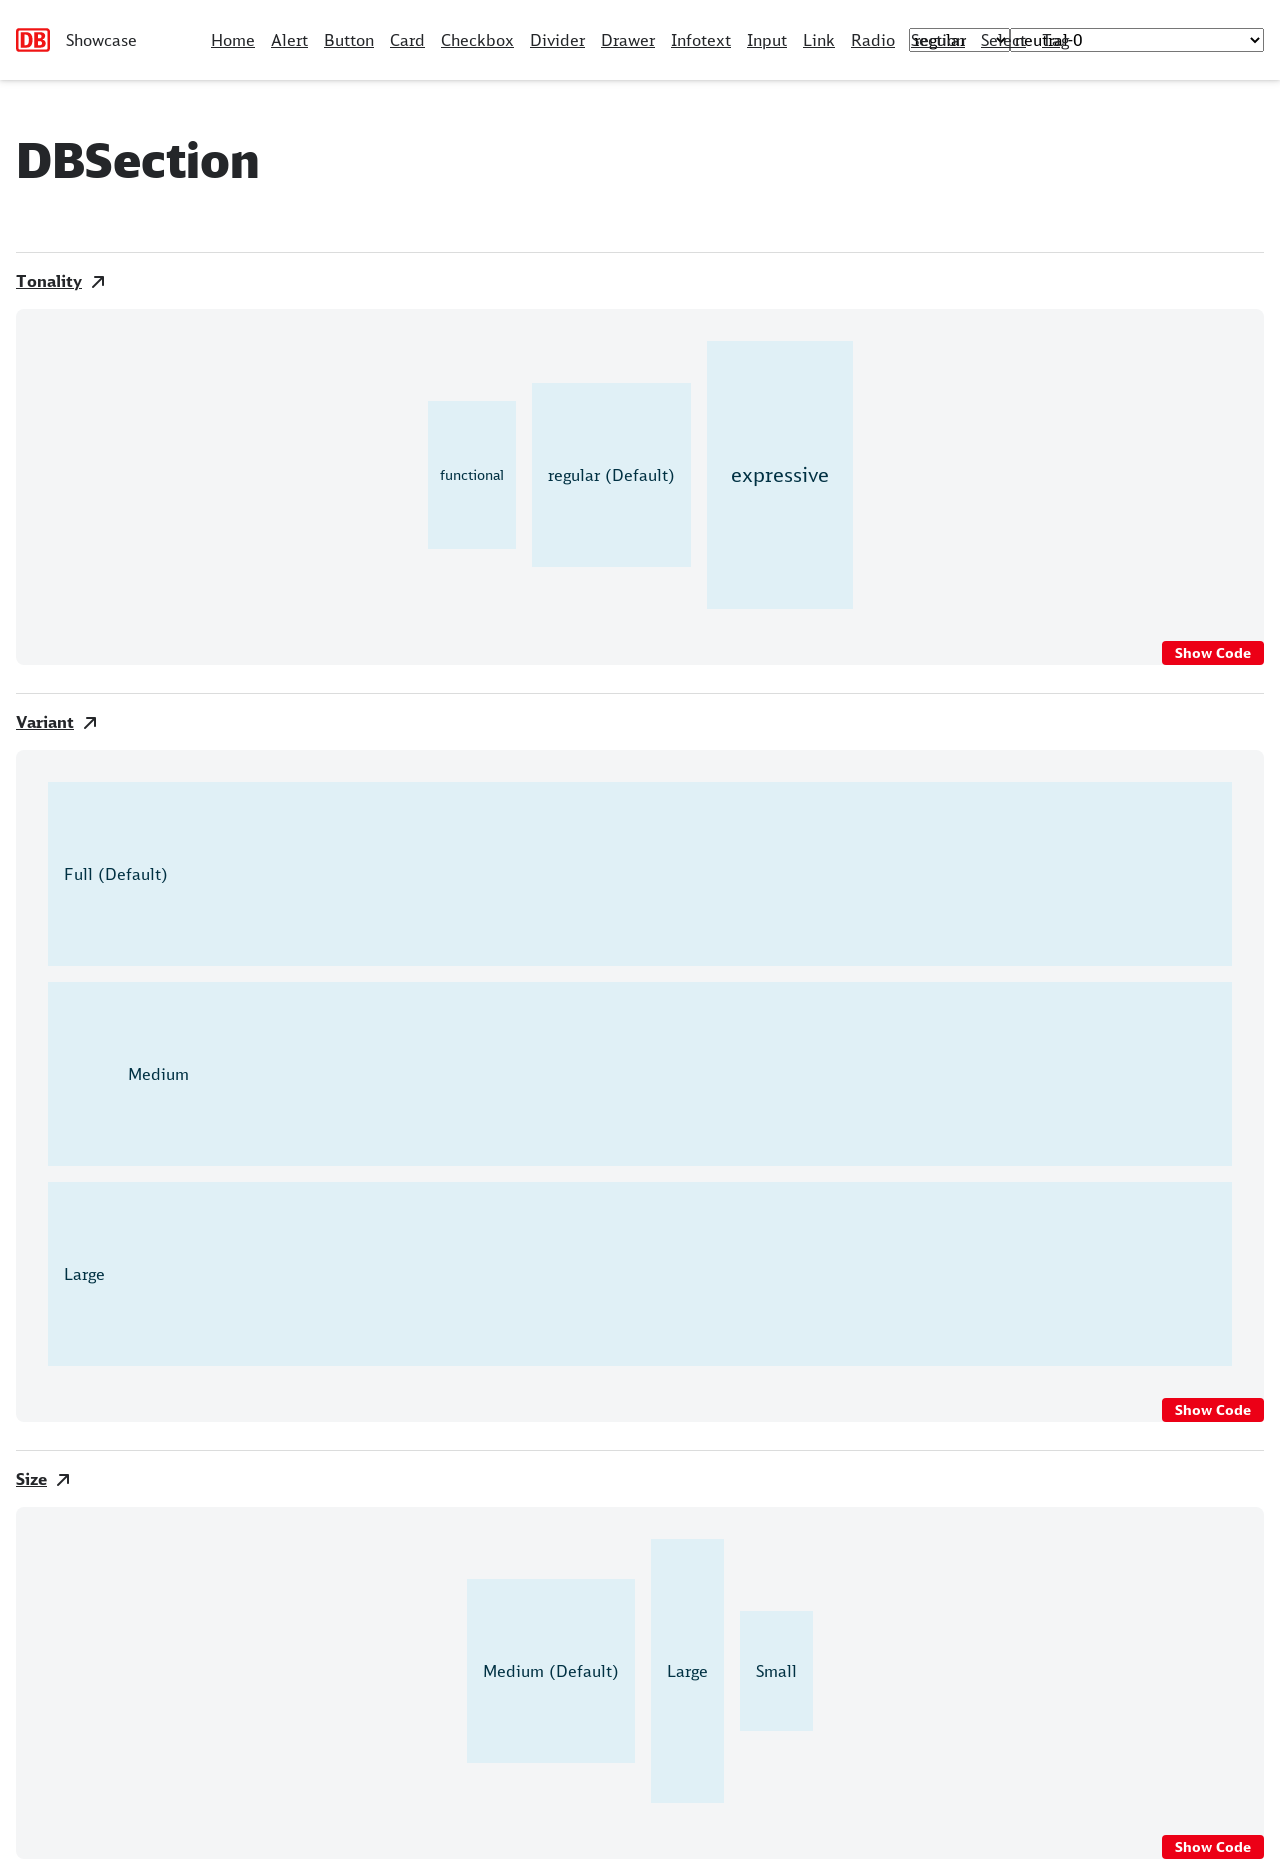 DB Showcase Home Alert Button Card Checkbox Divider Drawer Infotext Input Link Radio Section Select Tag regular neutral-0
DBSection
Tonality
functional regular (Default) expressive
Show Code
Variant
Full (Default)
Medium
Large
Show Code
Size
Medium (Default) Large Small
Show Code